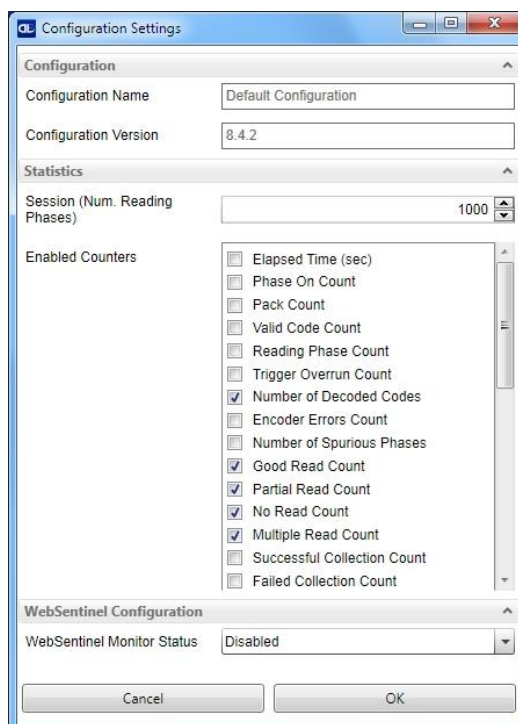 Configuration Settings
Configuration
Configuration Name Default Configuration
Configuration Version 8.4.2
Statistics
Session (Num. Reading Phases) 1000
Enabled Counters
Elapsed Time (sec)
Phase On Count
Pack Count
Valid Code Count
Reading Phase Count
Trigger Overrun Count
Number of Decoded Codes
Encoder Errors Count
Number of Spurious Phases
Good Read Count
Partial Read Count
No Read Count
Multiple Read Count
Successful Collection Count
Failed Collection Count
WebSentinel Configuration
WebSentinel Monitor Status Disabled
Cancel OK